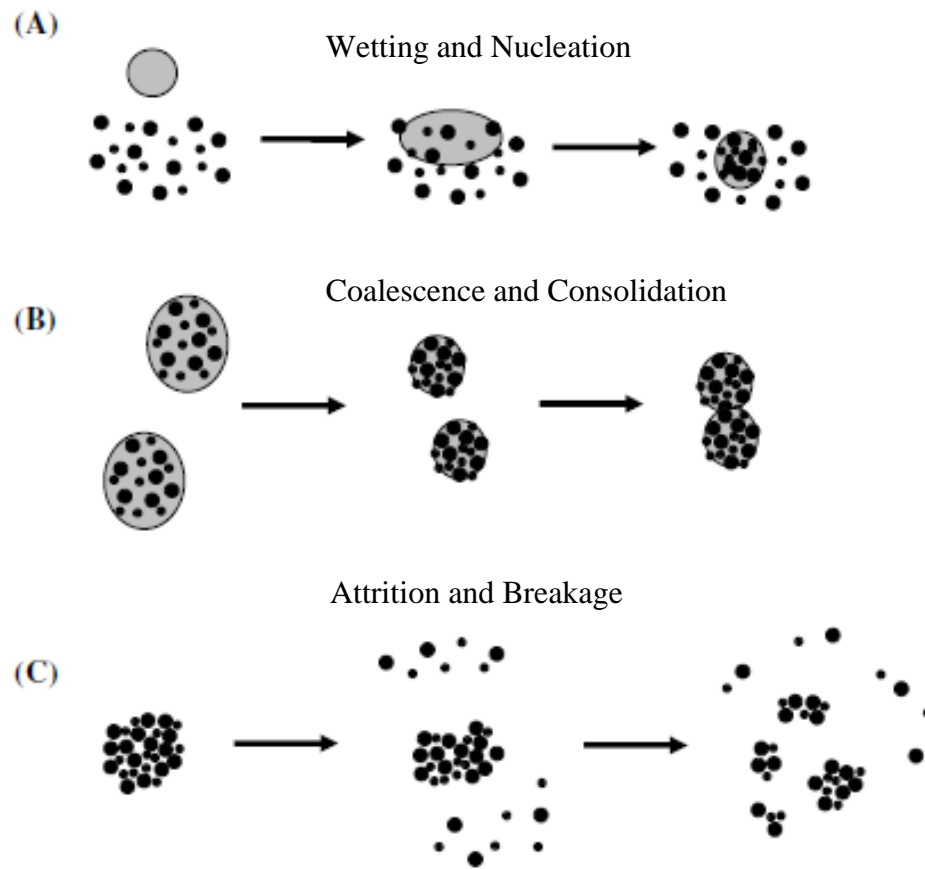 (A)
Wetting and Nucleation
(B)
Coalescence and Consolidation
(C)
Attrition and Breakage